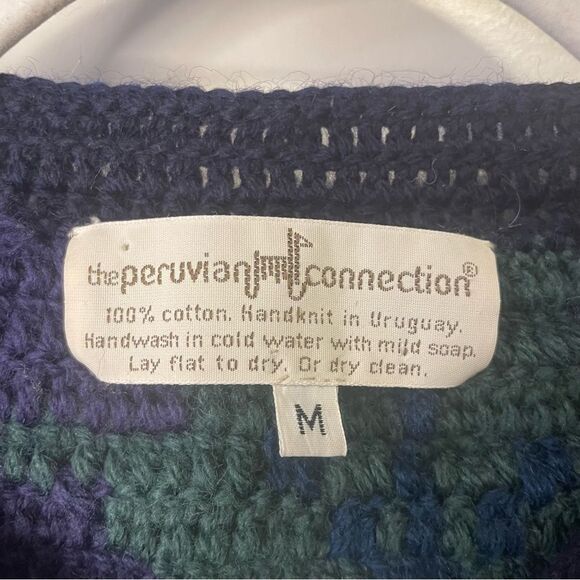 the peruvian connection®
100% cotton. Handknit in Uruguay.
Handwash in cold water with mild soap.
Lay flat to dry. Or dry clean.
M